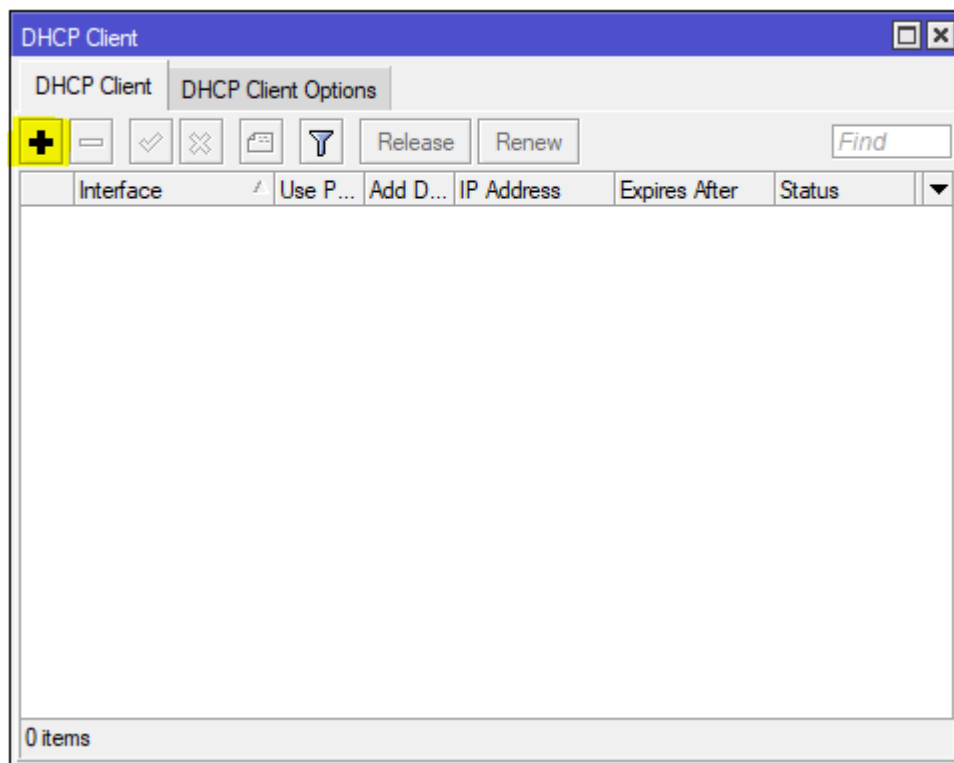 DHCP Client
DHCP Client DHCP Client Options
Release Renew Find
Interface Use P... Add D... IP Address Expires After Status
0 items